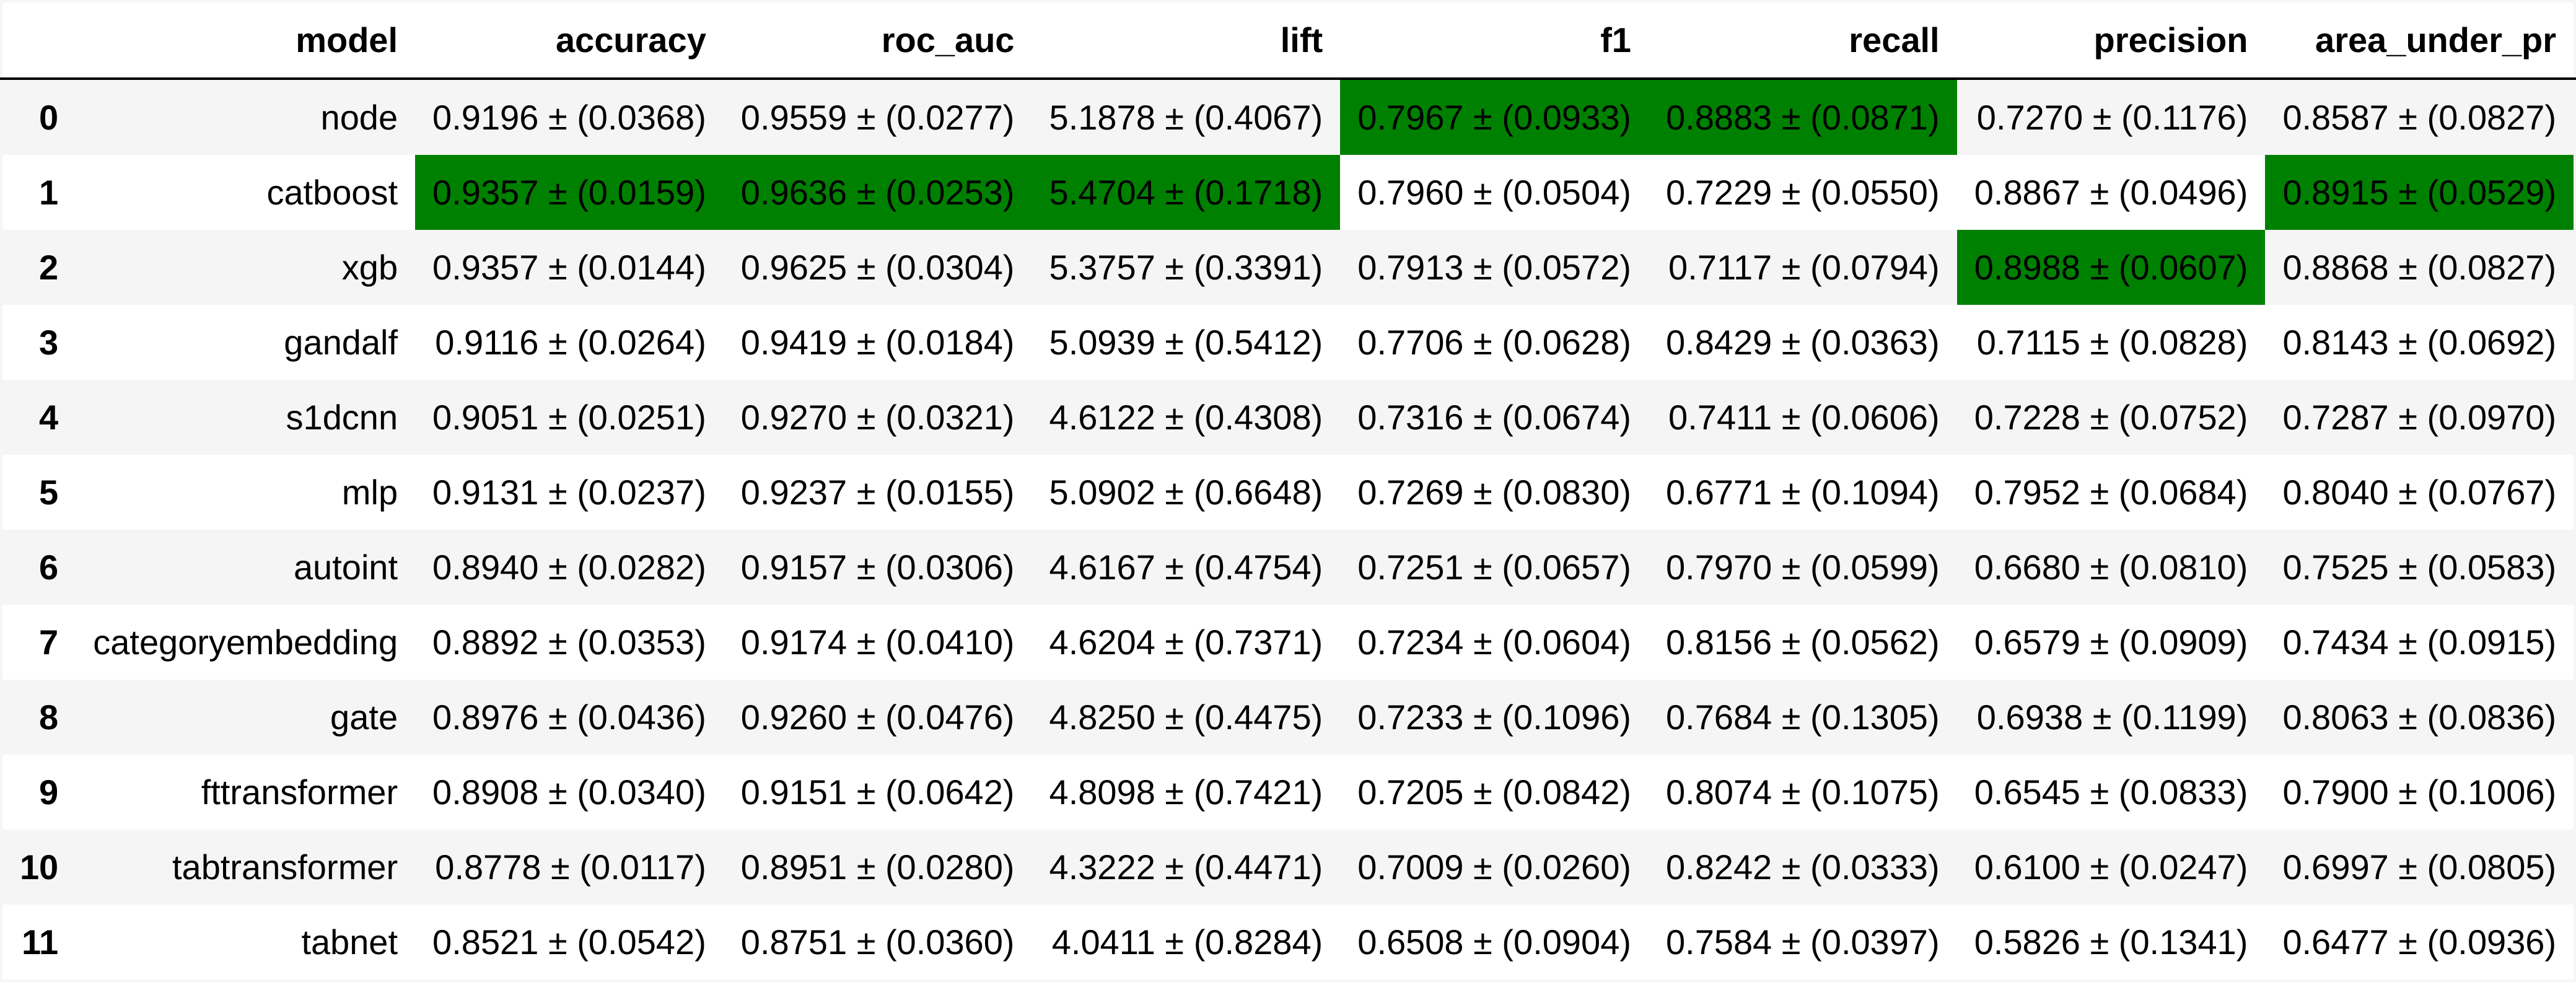 model accuracy roc_auc lift f1 recall precision area_under_pr
0 node 0.9196 ± (0.0368) 0.9559 ± (0.0277) 5.1878 ± (0.4067) 0.7967 ± (0.0933) 0.8883 ± (0.0871) 0.7270 ± (0.1176) 0.8587 ± (0.0827)
1 catboost 0.9357 ± (0.0159) 0.9636 ± (0.0253) 5.4704 ± (0.1718) 0.7960 ± (0.0504) 0.7229 ± (0.0550) 0.8867 ± (0.0496) 0.8915 ± (0.0529)
2 xgb 0.9357 ± (0.0144) 0.9625 ± (0.0304) 5.3757 ± (0.3391) 0.7913 ± (0.0572) 0.7117 ± (0.0794) 0.8988 ± (0.0607) 0.8868 ± (0.0827)
3 gandalf 0.9116 ± (0.0264) 0.9419 ± (0.0184) 5.0939 ± (0.5412) 0.7706 ± (0.0628) 0.8429 ± (0.0363) 0.7115 ± (0.0828) 0.8143 ± (0.0692)
4 s1dcnn 0.9051 ± (0.0251) 0.9270 ± (0.0321) 4.6122 ± (0.4308) 0.7316 ± (0.0674) 0.7411 ± (0.0606) 0.7228 ± (0.0752) 0.7287 ± (0.0970)
5 mlp 0.9131 ± (0.0237) 0.9237 ± (0.0155) 5.0902 ± (0.6648) 0.7269 ± (0.0830) 0.6771 ± (0.1094) 0.7952 ± (0.0684) 0.8040 ± (0.0767)
6 autoint 0.8940 ± (0.0282) 0.9157 ± (0.0306) 4.6167 ± (0.4754) 0.7251 ± (0.0657) 0.7970 ± (0.0599) 0.6680 ± (0.0810) 0.7525 ± (0.0583)
7 categoryembedding 0.8892 ± (0.0353) 0.9174 ± (0.0410) 4.6204 ± (0.7371) 0.7234 ± (0.0604) 0.8156 ± (0.0562) 0.6579 ± (0.0909) 0.7434 ± (0.0915)
8 gate 0.8976 ± (0.0436) 0.9260 ± (0.0476) 4.8250 ± (0.4475) 0.7233 ± (0.1096) 0.7684 ± (0.1305) 0.6938 ± (0.1199) 0.8063 ± (0.0836)
9 fttransformer 0.8908 ± (0.0340) 0.9151 ± (0.0642) 4.8098 ± (0.7421) 0.7205 ± (0.0842) 0.8074 ± (0.1075) 0.6545 ± (0.0833) 0.7900 ± (0.1006)
10 tabtransformer 0.8778 ± (0.0117) 0.8951 ± (0.0280) 4.3222 ± (0.4471) 0.7009 ± (0.0260) 0.8242 ± (0.0333) 0.6100 ± (0.0247) 0.6997 ± (0.0805)
11 tabnet 0.8521 ± (0.0542) 0.8751 ± (0.0360) 4.0411 ± (0.8284) 0.6508 ± (0.0904) 0.7584 ± (0.0397) 0.5826 ± (0.1341) 0.6477 ± (0.0936)